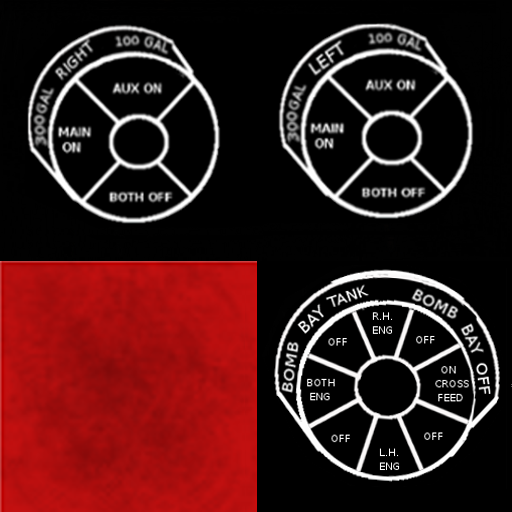 300GAL RIGHT 100 GAL
AUX ON
MAIN
ON
BOTH OFF
300GAL LEFT 100 GAL
AUX ON
MAIN
ON
BOTH OFF
BOMB BAY TANK
BOMB BAY OFF
R.H.
ENG
OFF
OFF
BOTH
ENG
ON
CROSS
FEED
OFF
OFF
L.H.
ENG